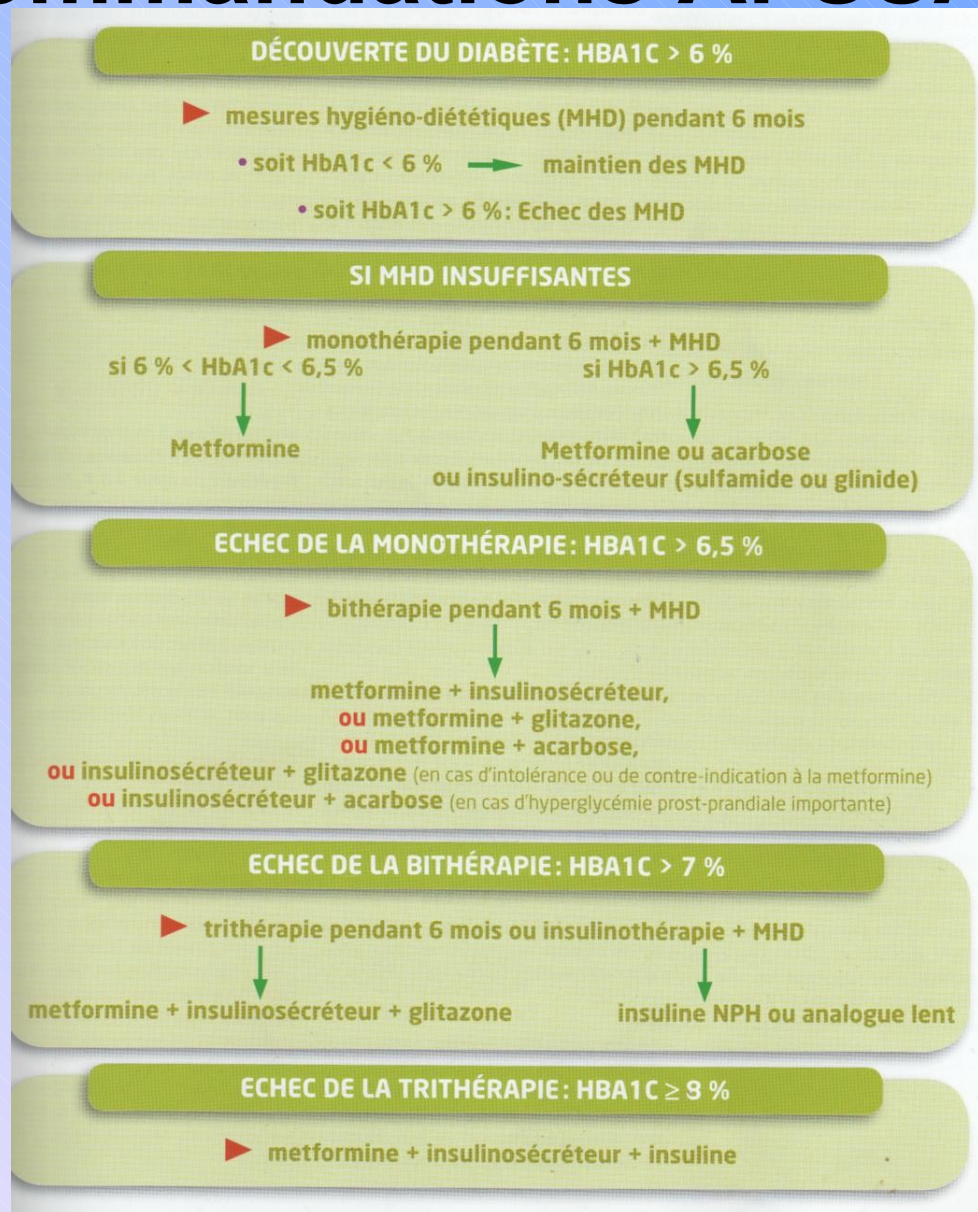 DÉCOUVERTE DU DIABÈTE: HBA1C > 6 %
mesures hygiéno-diététiques (MHD) pendant 6 mois
• soit HbA1c < 6 % maintien des MHD
• soit HbA1c > 6 %: Echec des MHD
SI MHD INSUFFISANTES
monothérapie pendant 6 mois + MHD
si 6 % < HbA1c < 6,5 % si HbA1c > 6,5 %
Metformine Metformine ou acarbose
ou insulino-sécréteur (sulfamide ou glinide)
ECHEC DE LA MONOTHÉRAPIE: HBA1C > 6,5 %
bithérapie pendant 6 mois + MHD
metformine + insulinosécréteur,
ou metformine + glitazone,
ou metformine + acarbose,
ou insulinosécréteur + glitazone (en cas d'intolérance ou de contre-indication à la metformine)
ou insulinosécréteur + acarbose (en cas d'hyperglycémie prost-prandiale importante)
ECHEC DE LA BITHÉRAPIE: HBA1C > 7 %
trithérapie pendant 6 mois ou insulinothérapie + MHD
metformine + insulinosécréteur + glitazone insuline NPH ou analogue lent
ECHEC DE LA TRITHÉRAPIE: HBA1C ≥ %
metformine + insulinosécréteur + insuline